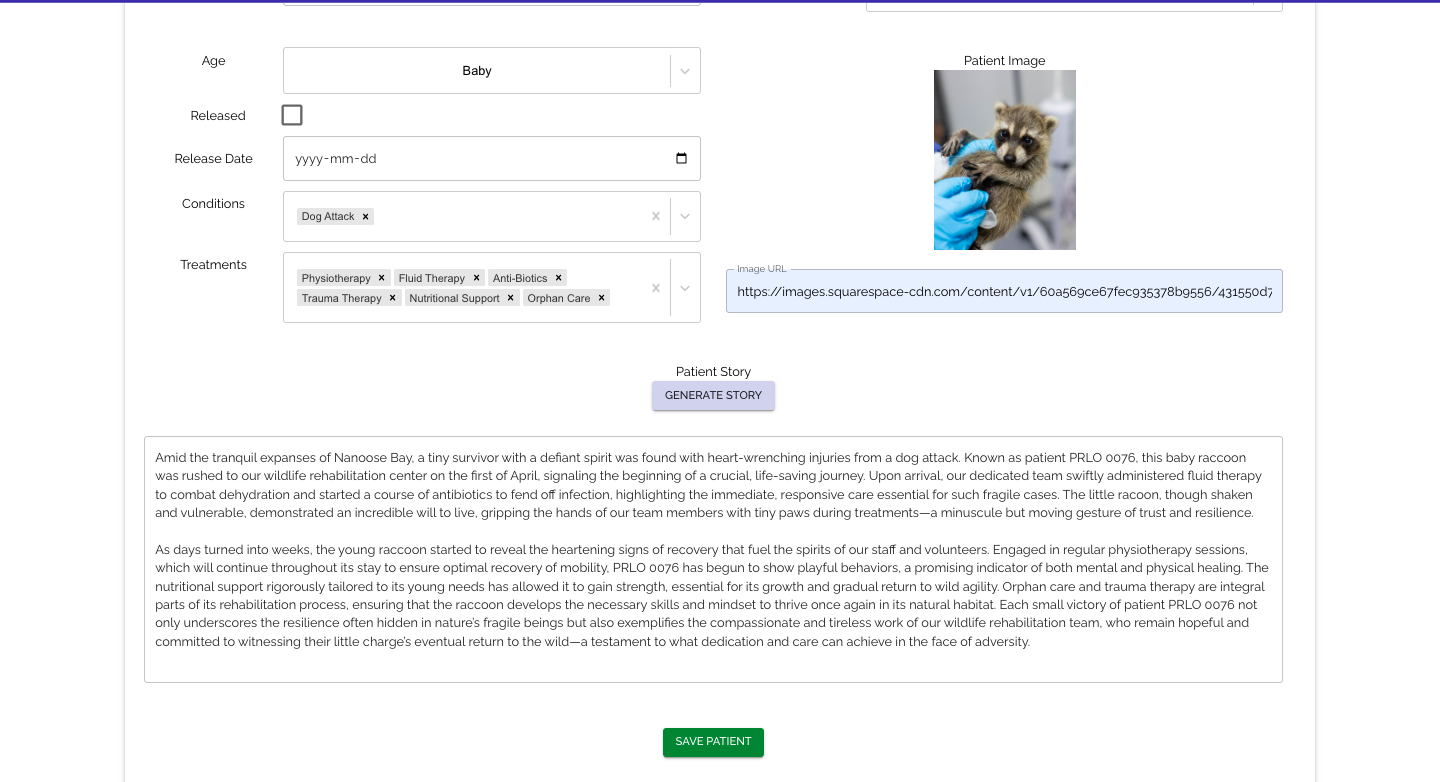 Age
Baby
Patient Image
Released
Release Date
yyyy-mm-dd
Conditions
Dog Attack x
Treatments
Physiotherapy x Fluid Therapy x Anti-Biotics x
Trauma Therapy x Nutritional Support x Orphan Care x
Image URL
https://images.squarespace-cdn.com/content/v1/60a569ce67fec935378b9556/431550d7
Patient Story
GENERATE STORY
Amid the tranquil expanses of Nanoose Bay, a tiny survivor with a defiant spirit was found with heart-wrenching injuries from a dog attack. Known as patient PRLO 0076, this baby raccoon
was rushed to our wildlife rehabilitation center on the first of April, signaling the beginning of a crucial, life-saving journey. Upon arrival, our dedicated team swiftly administered fluid therapy
to combat dehydration and started a course of antibiotics to fend off infection, highlighting the immediate, responsive care essential for such fragile cases. The little racoon, though shaken
and vulnerable, demonstrated an incredible will to live, gripping the hands of our team members with tiny paws during treatments—a minuscule but moving gesture of trust and resilience.
As days turned into weeks, the young raccoon started to reveal the heartening signs of recovery that fuel the spirits of our staff and volunteers. Engaged in regular physiotherapy sessions,
which will continue throughout its stay to ensure optimal recovery of mobility, PRLO 0076 has begun to show playful behaviors, a promising indicator of both mental and physical healing. The
nutritional support rigorously tailored to its young needs has allowed it to gain strength, essential for its growth and gradual return to wild agility. Orphan care and trauma therapy are integral
parts of its rehabilitation process, ensuring that the raccoon develops the necessary skills and mindset to thrive once again in its natural habitat. Each small victory of patient PRLO 0076 not
only underscores the resilience often hidden in nature's fragile beings but also exemplifies the compassionate and tireless work of our wildlife rehabilitation team, who remain hopeful and
committed to witnessing their little charge's eventual return to the wild—a testament to what dedication and care can achieve in the face of adversity.
SAVE PATIENT